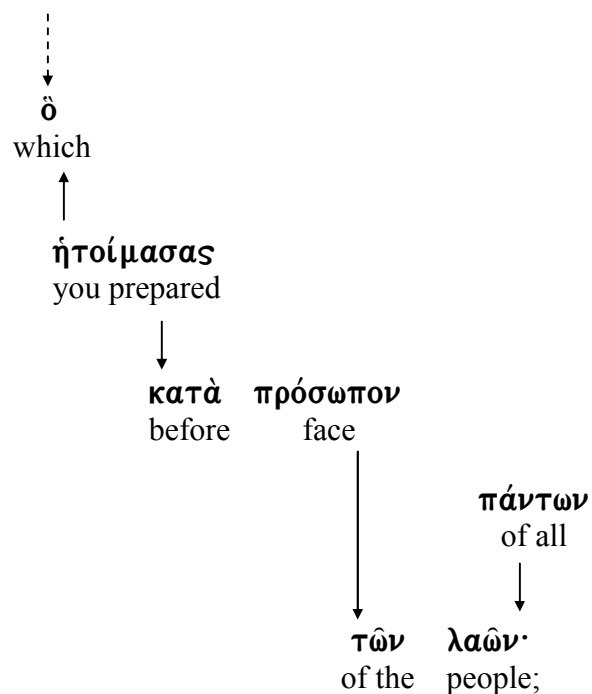 ὃ
which
ἡτοίμασας
you prepared
κατὰ πρόσωπον
before face
πάντων
of all
τῶν λαῶν·
of the people;